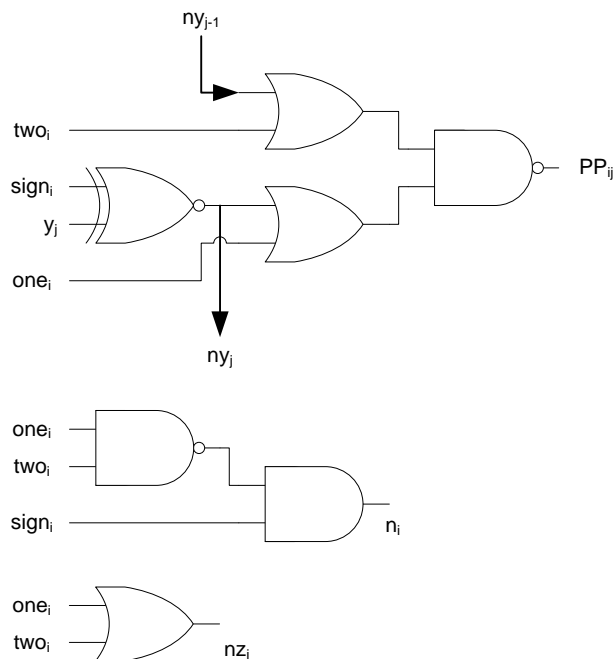 ny_{j-1}
two_i
sign_i
PP_{ij}
y_j
one_i
ny_j
one_i
two_i
sign_i
n_i
one_i
two_i
nz_i